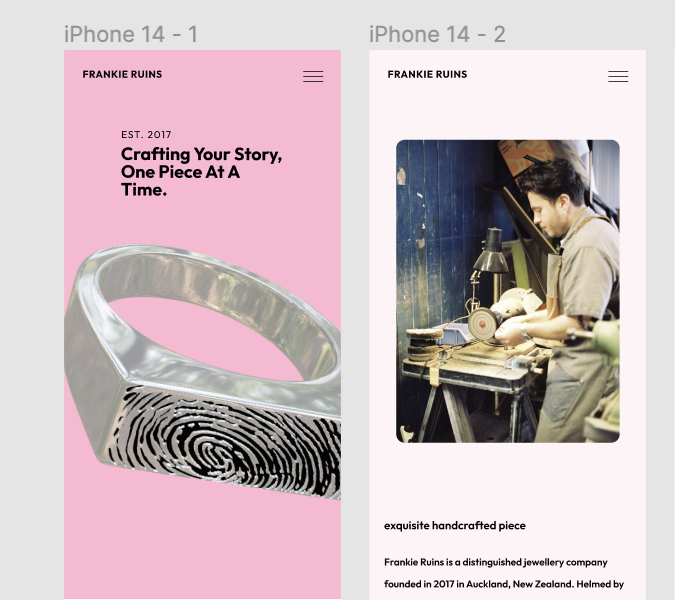 iPhone 14 - 1
FRANKIE RUINS
EST. 2017
Crafting Your Story,
One Piece At A
Time.
iPhone 14 - 2
FRANKIE RUINS
exquisite handcrafted piece
Frankie Ruins is a distinguished jewellery company
founded in 2017 in Auckland, New Zealand. Helmed by